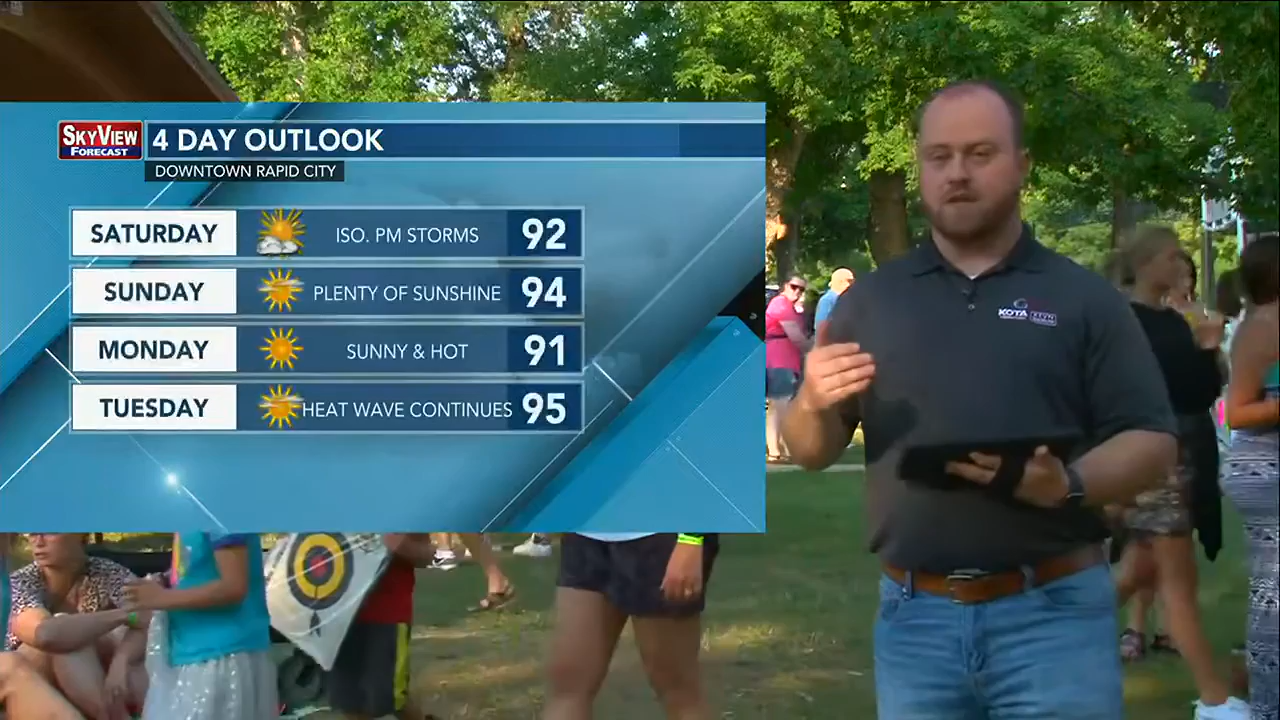 SKYVIEW
FORECAST
4 DAY OUTLOOK
DOWNTOWN RAPID CITY
SATURDAY ISO. PM STORMS 92
SUNDAY PLENTY OF SUNSHINE 94
MONDAY SUNNY & HOT 91
TUESDAY HEAT WAVE CONTINUES 95
KOTA